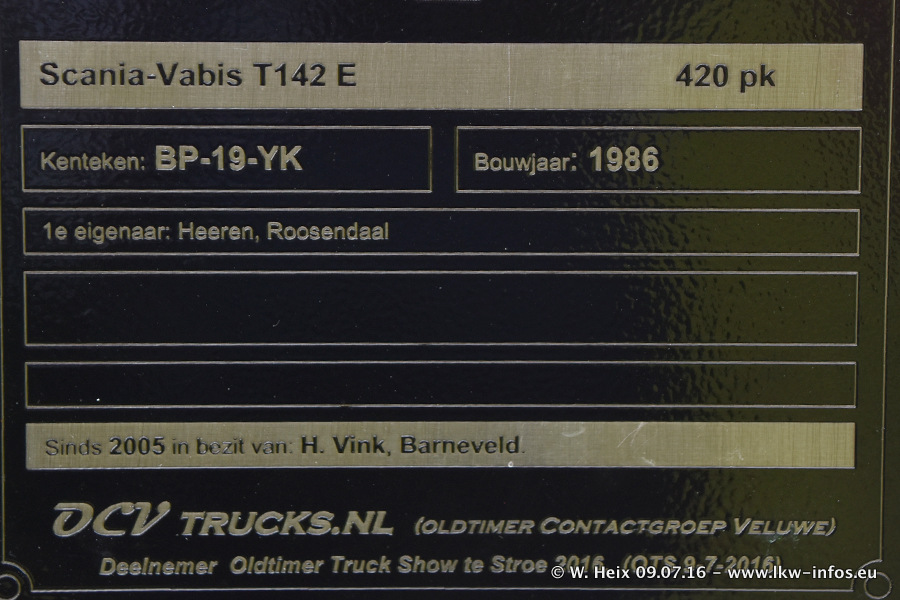 Scania-Vabis T142 E 420 pk
Kenteken: BP-19-YK Bouwjaar: 1986
1e eigenaar: Heeren, Roosendaal
Sinds 2005 in bezit van: H. Vink, Barneveld.
OCV TRUCKS.NL (OLDTIMER CONTACTGROEP VELUWE)
Deelnemer Oldtimer Truck Show te Stroe 2016 (OTS 9-7-2016)
© W. Heix 09.07.16 - www.lkw-infos.eu